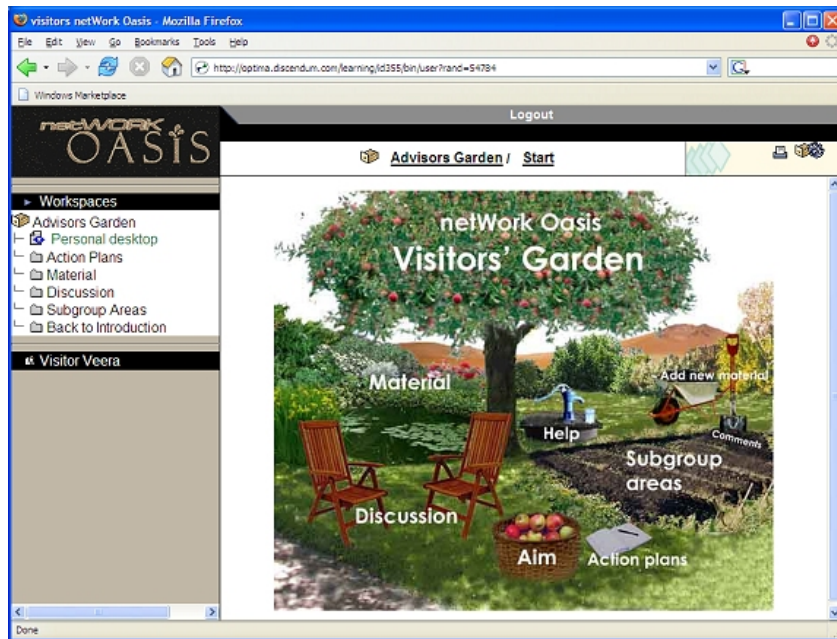 visitors netWork Oasis - Mozilla Firefox
File Edit View Go Bookmarks Tools Help
http://optima.discendum.com/learning/id355/bin/user?rand=54784
Windows Marketplace
netWORK
OASIS
Logout
Advisors Garden / Start
Workspaces
Advisors Garden
Personal desktop
Action Plans
Material
Discussion
Subgroup Areas
Back to Introduction
Visitor Veera
netWork Oasis
Visitors' Garden
Material
Add new material
Help
Comments
Subgroup
areas
Discussion
Aim
Action plans
Done